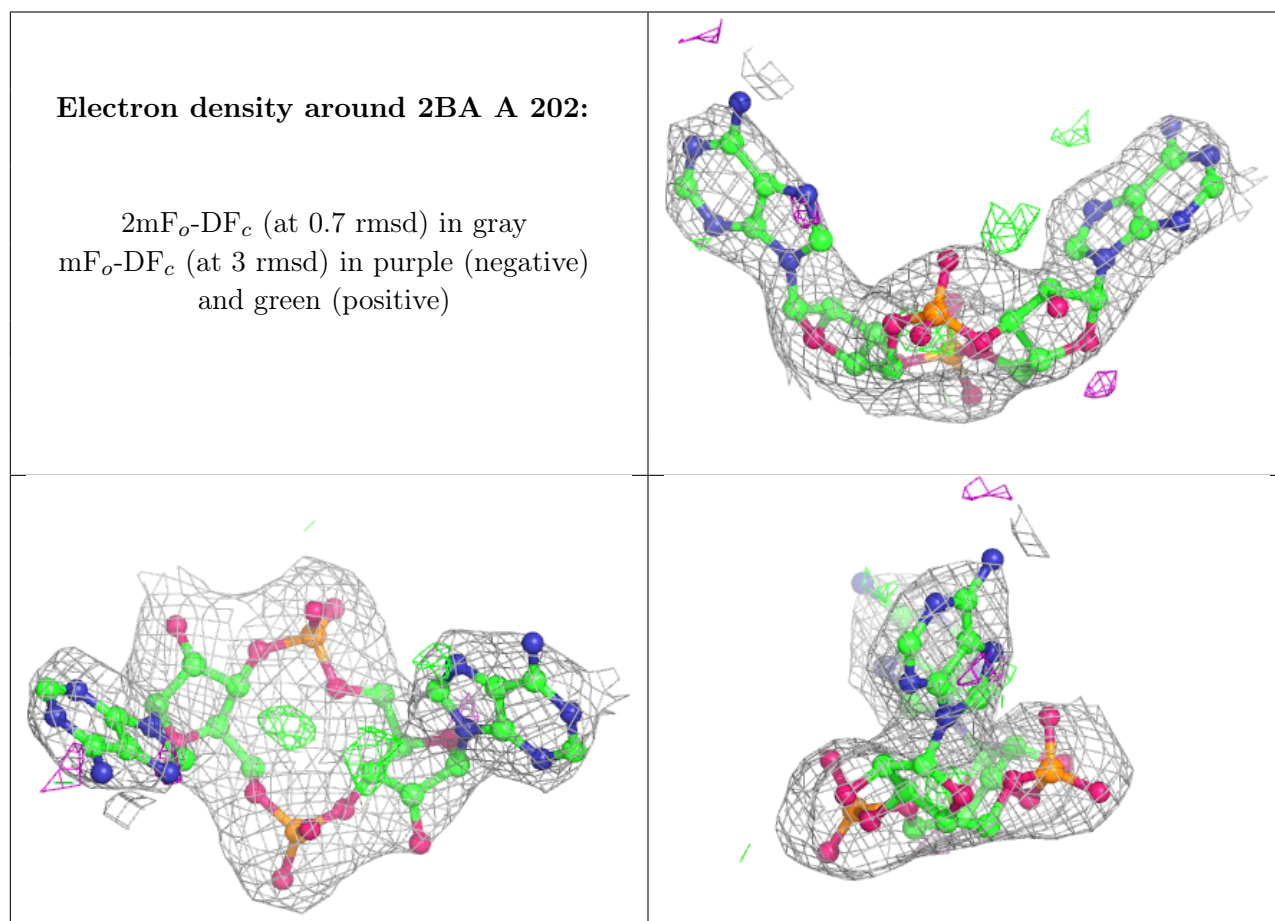 Electron density around 2BA A 202:
2mFo-DFc (at 0.7 rmsd) in gray
mFo-DFc (at 3 rmsd) in purple (negative)
and green (positive)